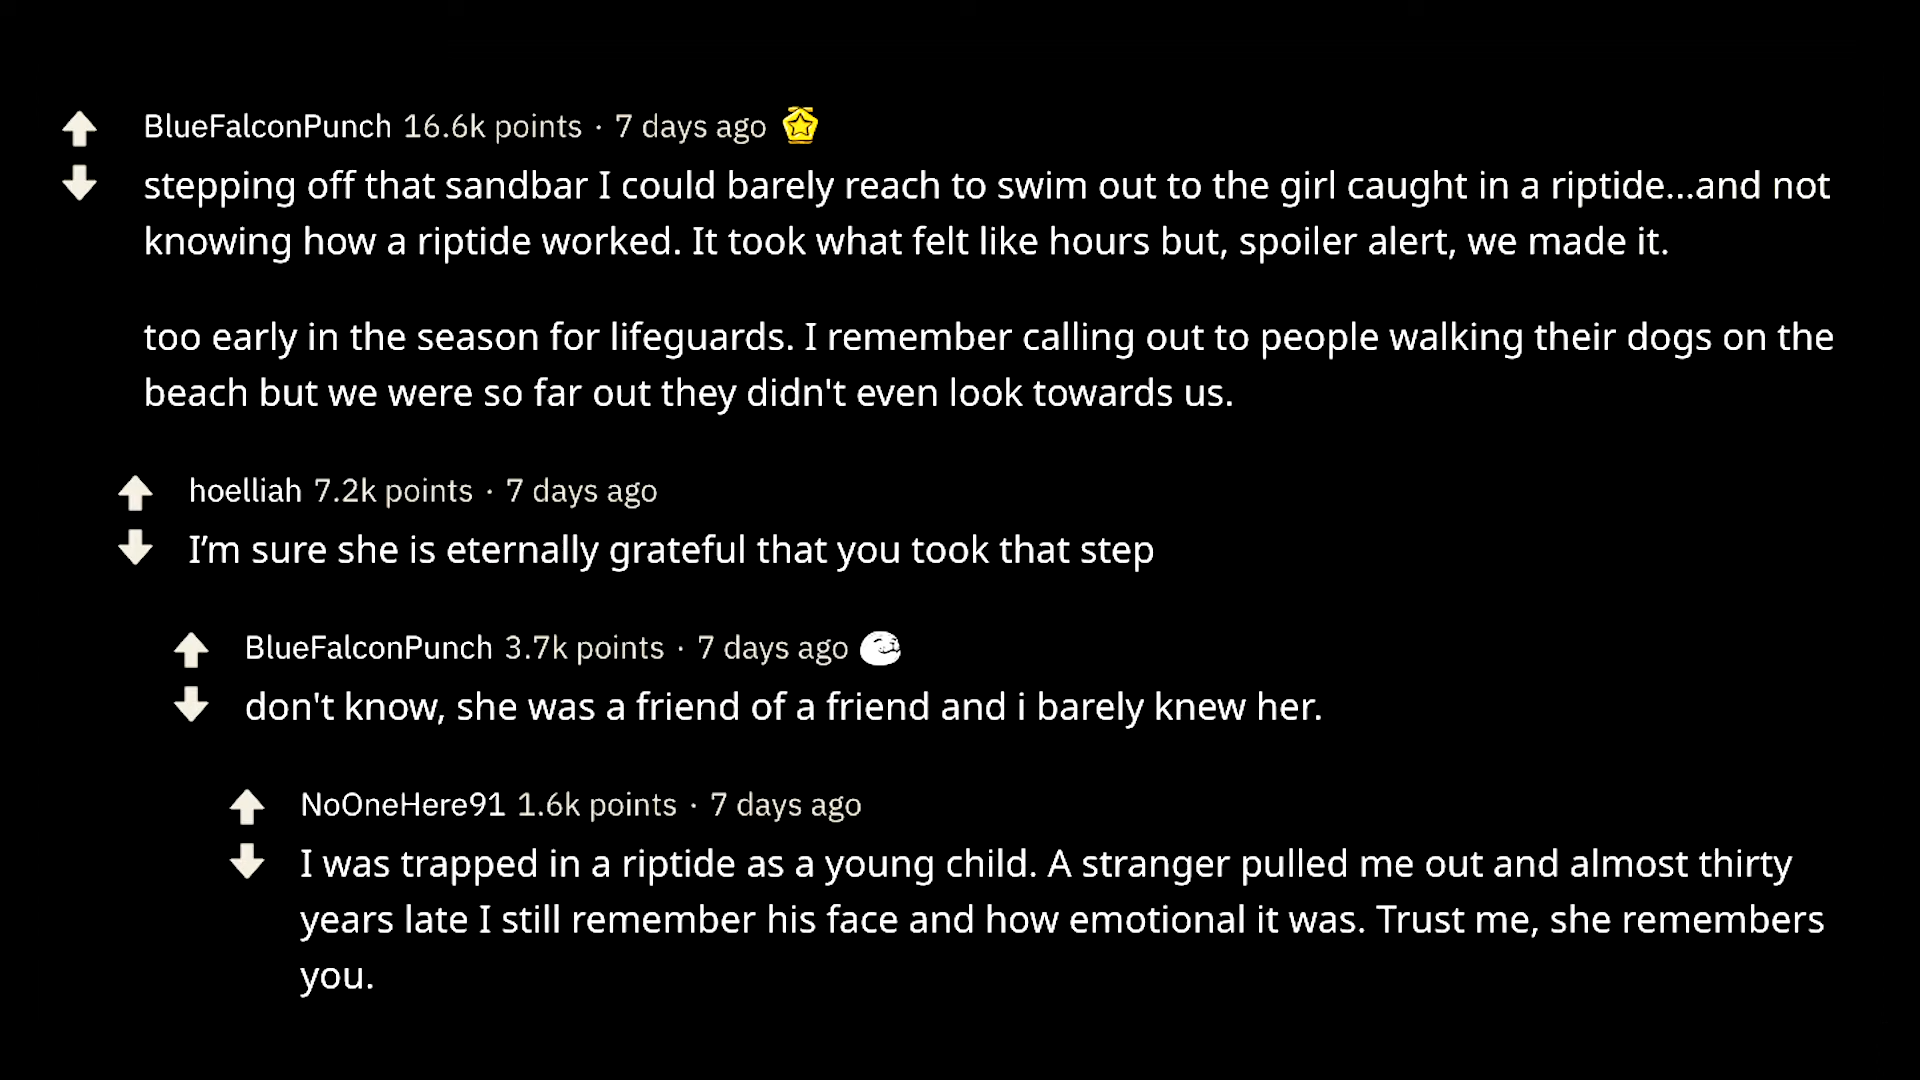 BlueFalconPunch 16.6k points · 7 days ago
stepping off that sandbar I could barely reach to swim out to the girl caught in a riptide...and not
knowing how a riptide worked. It took what felt like hours but, spoiler alert, we made it.
too early in the season for lifeguards. I remember calling out to people walking their dogs on the
beach but we were so far out they didn't even look towards us.
hoelliah 7.2k points · 7 days ago
I’m sure she is eternally grateful that you took that step
BlueFalconPunch 3.7k points · 7 days ago
don't know, she was a friend of a friend and i barely knew her.
NoOneHere91 1.6k points · 7 days ago
I was trapped in a riptide as a young child. A stranger pulled me out and almost thirty
years late I still remember his face and how emotional it was. Trust me, she remembers
you.